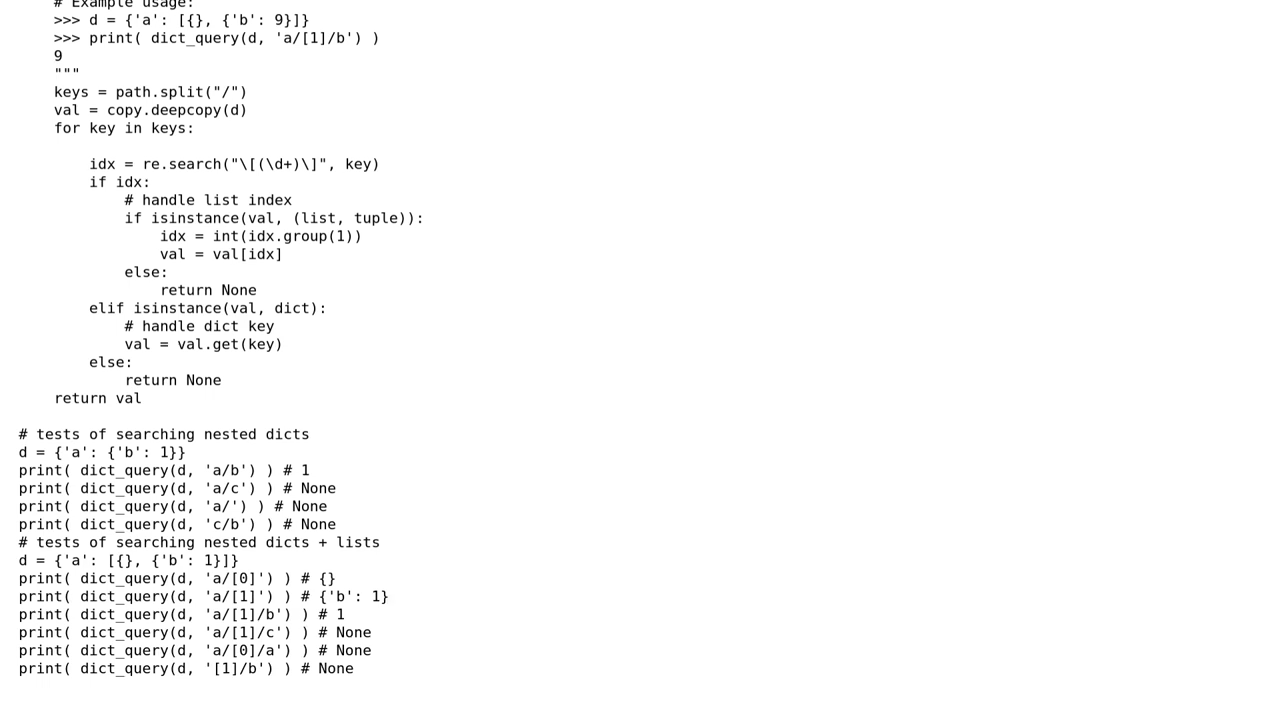 # Example usage:
>>> d = {'a': [{}, {'b': 9}]}
>>> print( dict_query(d, 'a/[1]/b') )
9
"""
keys = path.split("/")
val = copy.deepcopy(d)
for key in keys:
idx = re.search("\[(\d+)\]", key)
if idx:
# handle list index
if isinstance(val, (list, tuple)):
idx = int(idx.group(1))
val = val[idx]
else:
return None
elif isinstance(val, dict):
# handle dict key
val = val.get(key)
else:
return None
return val
# tests of searching nested dicts
d = {'a': {'b': 1}}
print( dict_query(d, 'a/b') ) # 1
print( dict_query(d, 'a/c') ) # None
print( dict_query(d, 'a/') ) # None
print( dict_query(d, 'c/b') ) # None
# tests of searching nested dicts + lists
d = {'a': [{}, {'b': 1}]}
print( dict_query(d, 'a/[0]') ) # {}
print( dict_query(d, 'a/[1]') ) # {'b': 1}
print( dict_query(d, 'a/[1]/b') ) # 1
print( dict_query(d, 'a/[1]/c') ) # None
print( dict_query(d, 'a/[0]/a') ) # None
print( dict_query(d, '[1]/b') ) # None